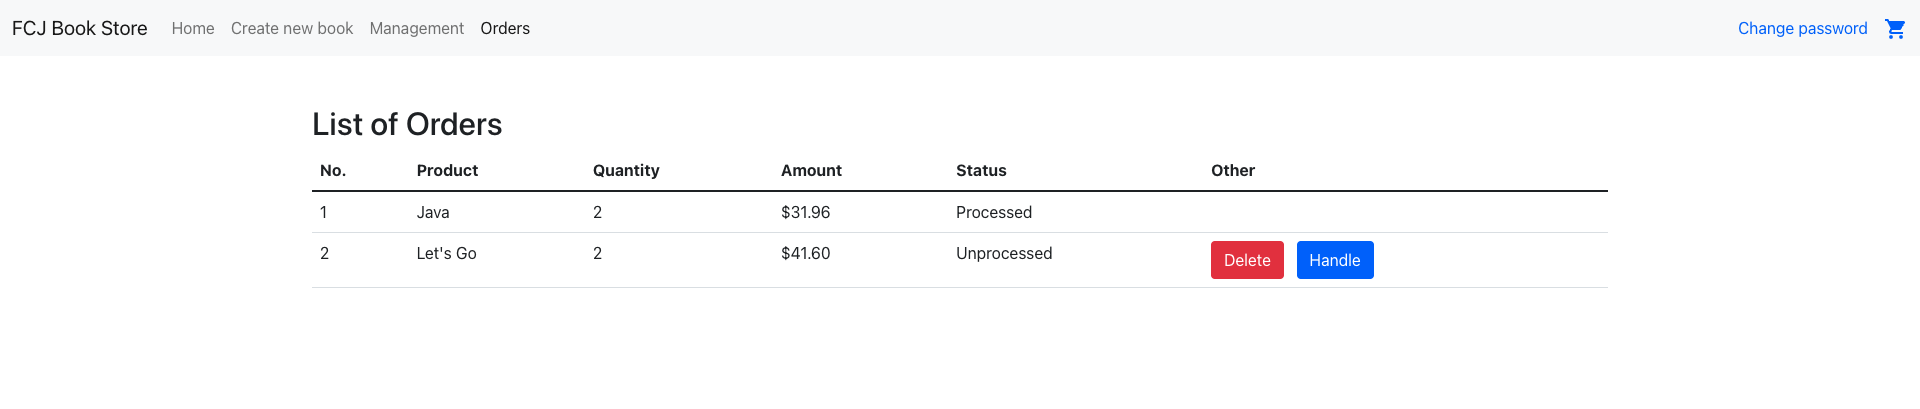 FCJ Book Store Home Create new book Management Orders Change password
List of Orders
No. Product Quantity Amount Status Other
1 Java 2 $31.96 Processed
2 Let's Go 2 $41.60 Unprocessed Delete Handle